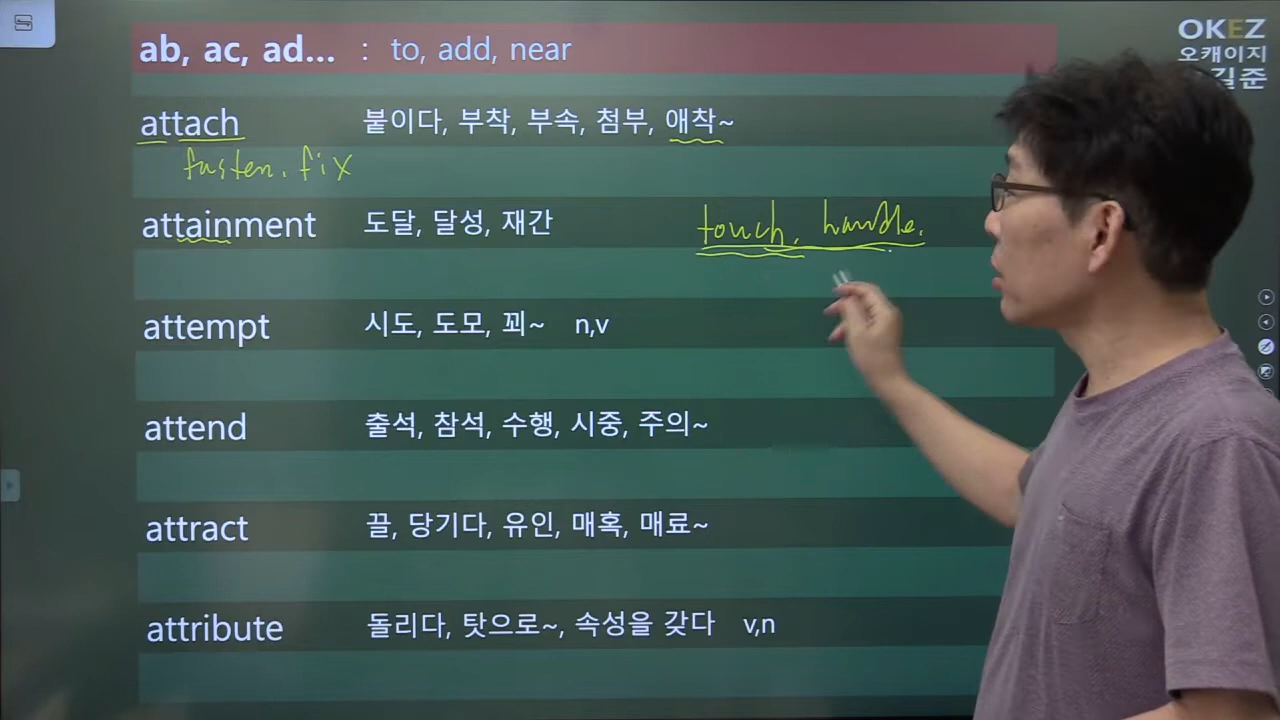 ab, ac, ad... : to, add, near
OKEZ
오캐이지
길준
attach 붙이다, 부착, 부속, 첨부, 애착~
fasten. fix
attainment 도달, 달성, 재간 touch. handle.
attempt 시도, 도모, 꾀~ n,v
attend 출석, 참석, 수행, 시중, 주의~
attract 끌, 당기다, 유인, 매혹, 매료~
attribute 돌리다, 탓으로~, 속성을 갖다 v,n